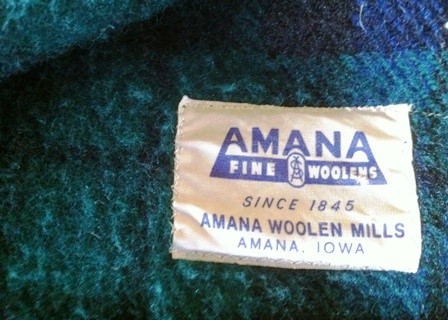 AMANA
FINE WOOLENS
SINCE 1845
AMANA WOOLEN MILLS
AMANA, IOWA